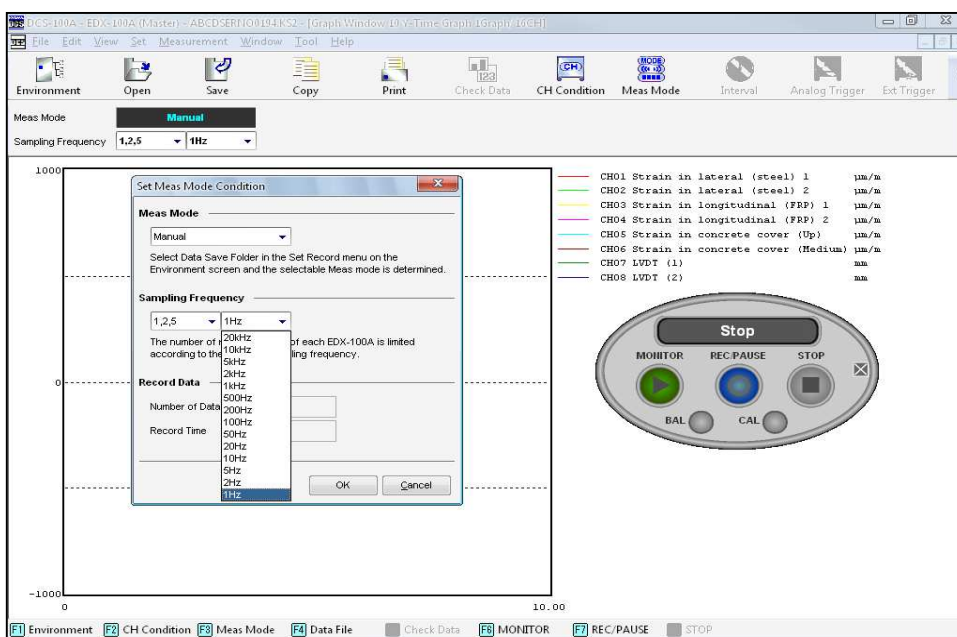 DCS-100A - EDX-100A (Master) - ABCDSERNO0194.KS2 - [Graph Window 10 Y-Time Graph 1Graph/ 16CH]
File Edit View Set Measurement Window Tool Help
Environment Open Save Copy Print Check Data CH Condition Meas Mode Interval Analog Trigger Ext Trigger
Meas Mode Manual
Sampling Frequency 1,2,5 1Hz
1000
0
-1000
0 10.00
Set Meas Mode Condition
Meas Mode
Manual
Select Data Save Folder in the Set Record menu on the
Environment screen and the selectable Meas mode is determined.
Sampling Frequency
1,2,5 1Hz
The number of of each EDX-100A is limited
according to the ling frequency.
20kHz
10kHz
5kHz
2kHz
1kHz
500Hz
200Hz
100Hz
50Hz
20Hz
10Hz
5Hz
2Hz
1Hz
Record Data
Number of Data
Record Time
OK Cancel
CH01 Strain in lateral (steel) 1 μm/m
CH02 Strain in lateral (steel) 2 μm/m
CH03 Strain in longitudinal (FRP) 1 μm/m
CH04 Strain in longitudinal (FRP) 2 μm/m
CH05 Strain in concrete cover (Up) μm/m
CH06 Strain in concrete cover (Medium) μm/m
CH07 LVDT (1) mm
CH08 LVDT (2) mm
Stop
MONITOR REC/PAUSE STOP
BAL CAL
F1 Environment F2 CH Condition F3 Meas Mode F4 Data File Check Data F6 MONITOR F7 REC/PAUSE STOP